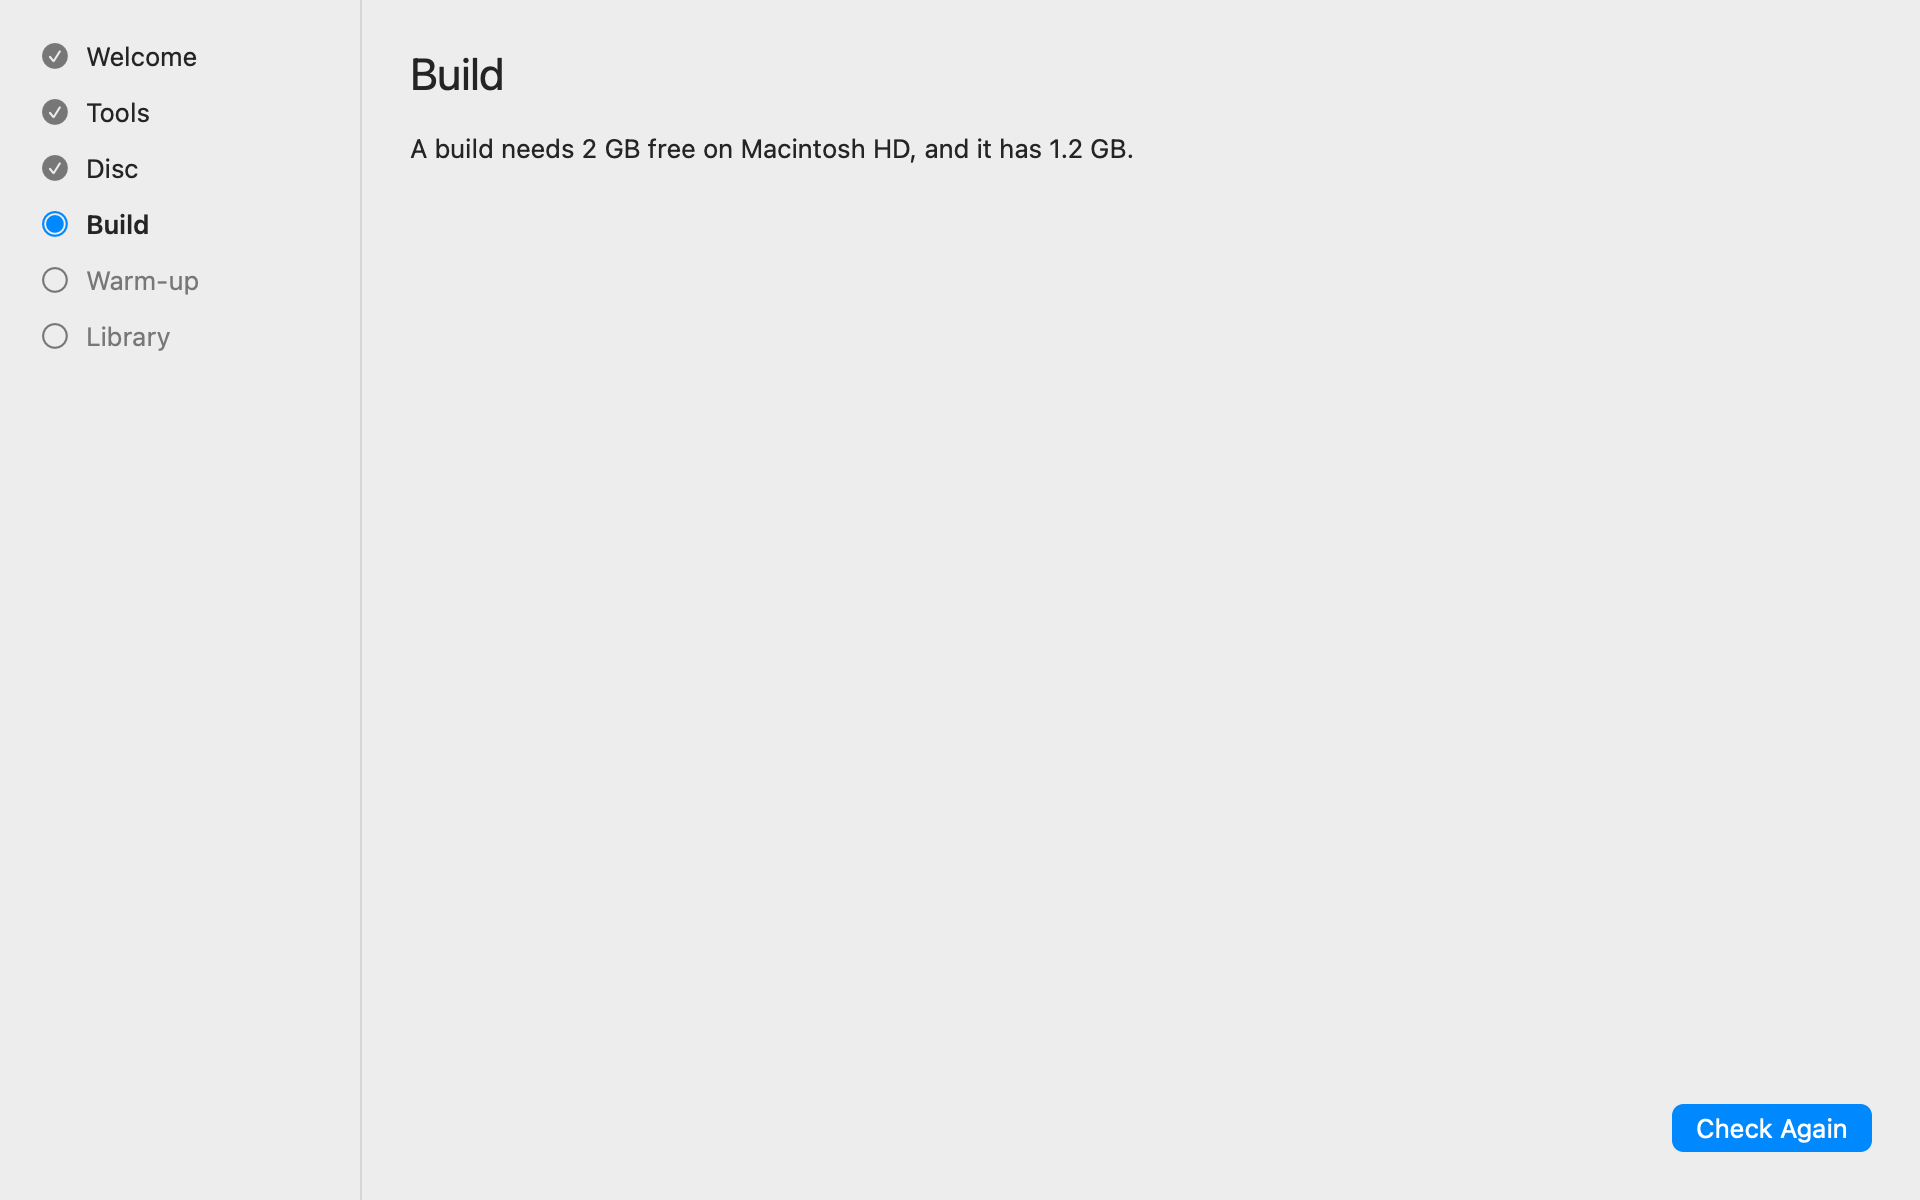 Welcome
Tools
Disc
Build
Warm-up
Library
Build
A build needs 2 GB free on Macintosh HD, and it has 1.2 GB.
Check Again